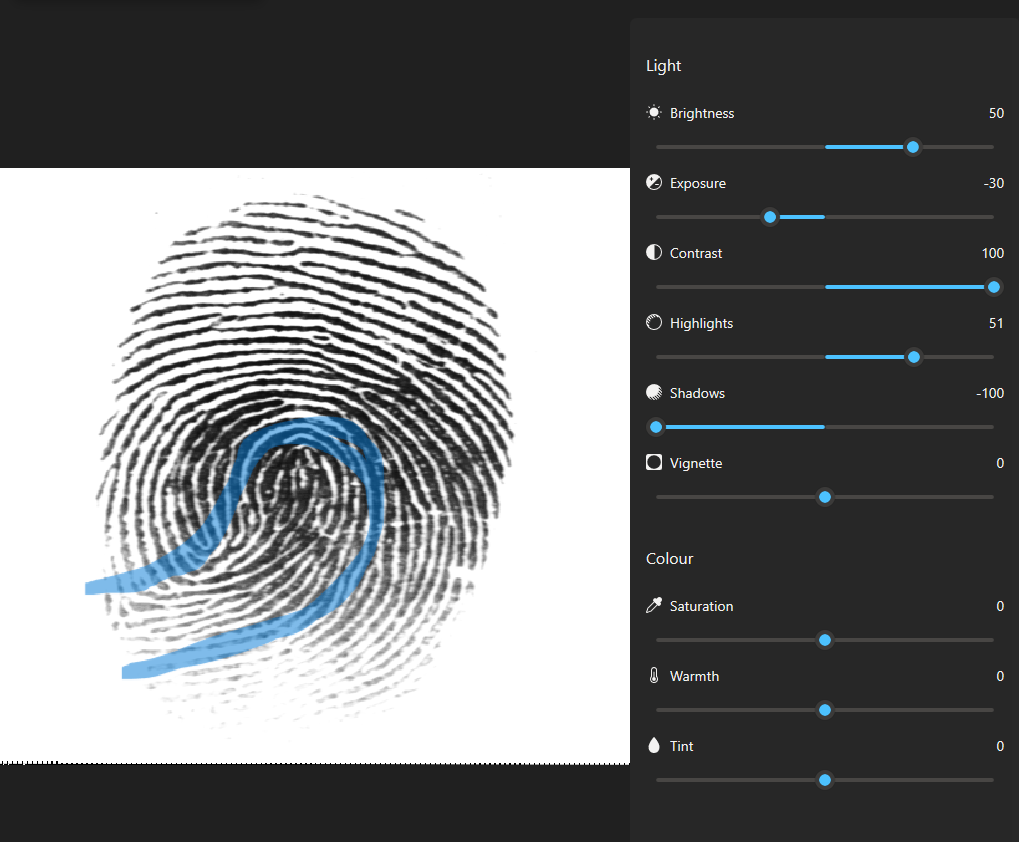 Light
Brightness 50
Exposure -30
Contrast 100
Highlights 51
Shadows -100
Vignette 0
Colour
Saturation 0
Warmth 0
Tint 0